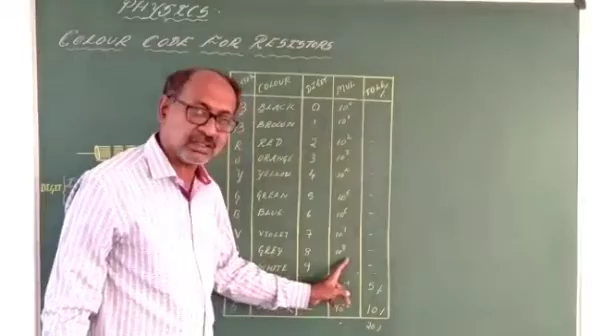 PHYSICS.
COLOUR CODE FOR RESISTORS
COLOUR DIGIT MUL TOLR %
B BLACK 0 10⁰
B BROWN 1 10¹ -
R RED 2 10² -
O ORANGE 3 10³ -
Y YELLOW 4 10⁴ -
G GREEN 5 10⁵ -
B BLUE 6 10⁶ -
V VIOLET 7 10⁷ -
GREY 8 10⁸ -
WHITE 9 -
5%
10%
20%
DIGIT